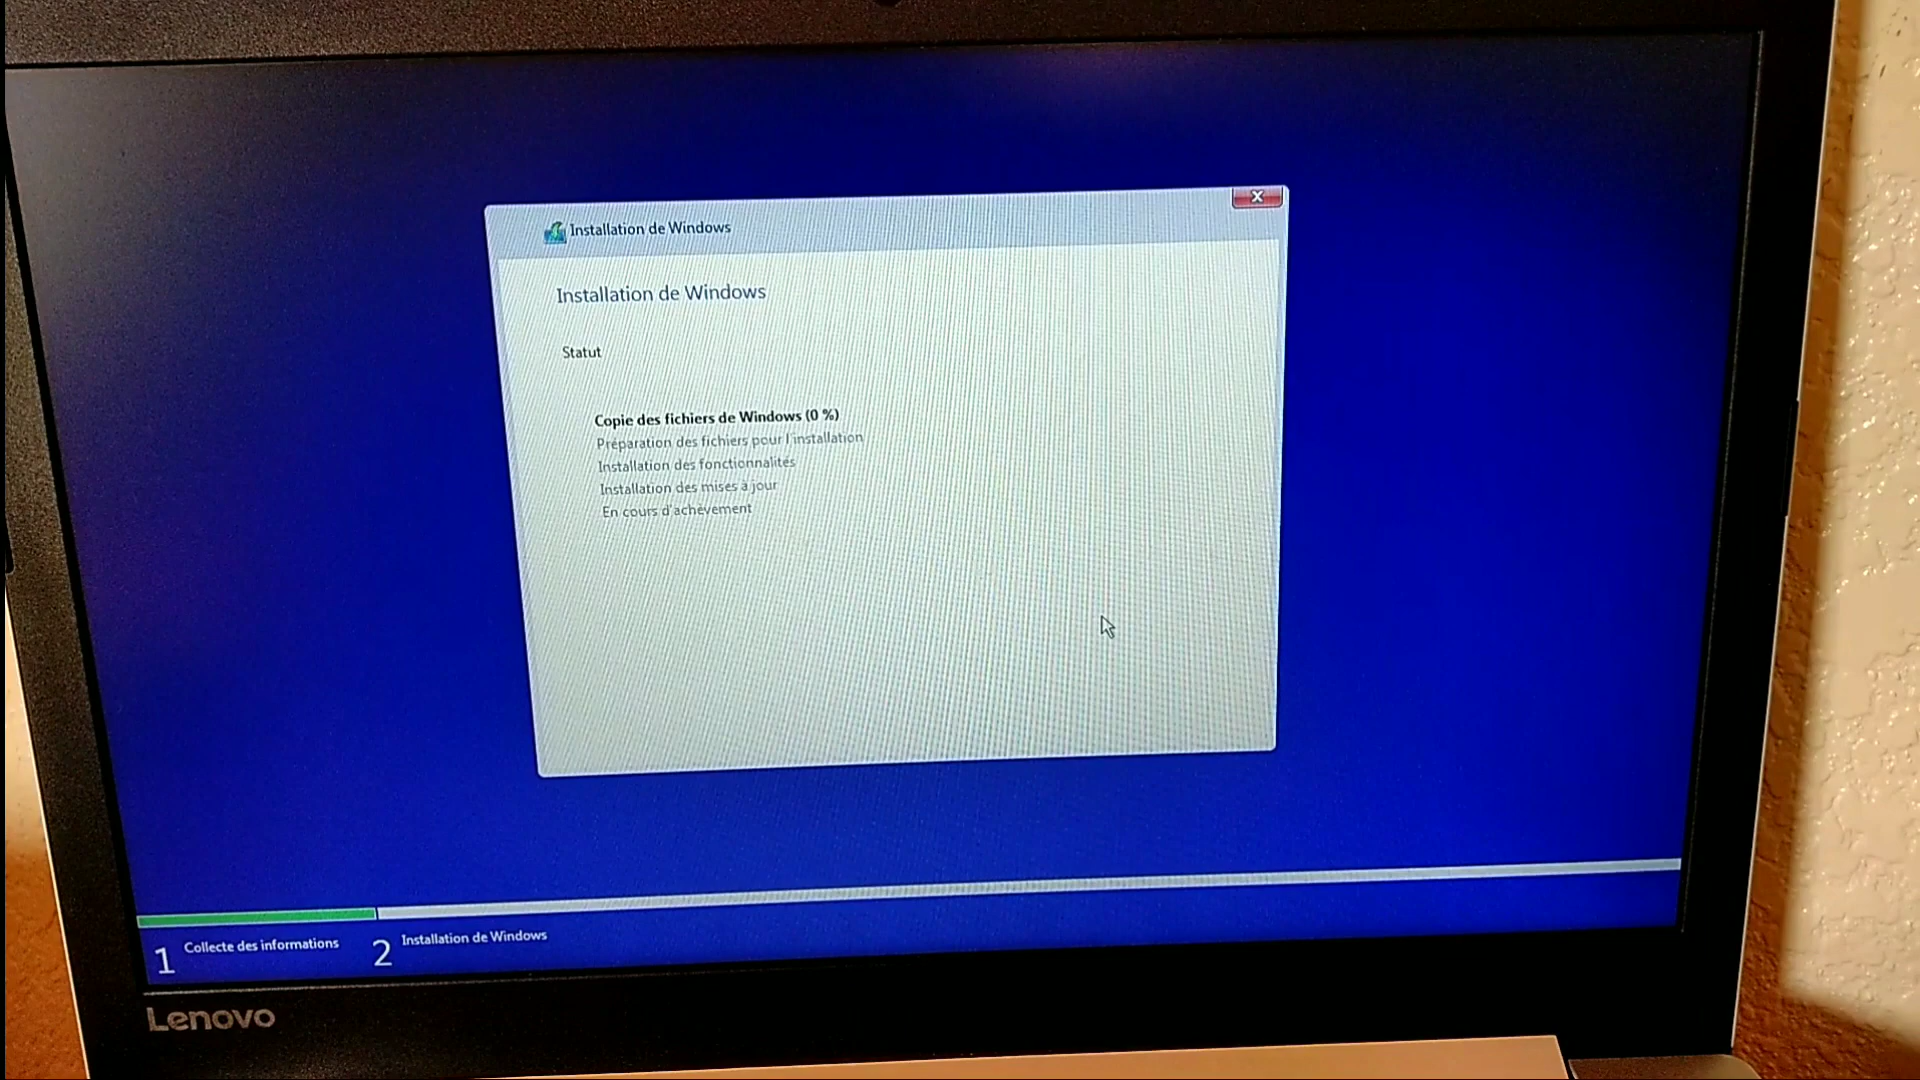 Installation de Windows
Installation de Windows
Statut
Copie des fichiers de Windows (0 %)
Préparation des fichiers pour l'installation
Installation des fonctionnalités
Installation des mises à jour
En cours d'achèvement
1 Collecte des informations
2 Installation de Windows
Lenovo